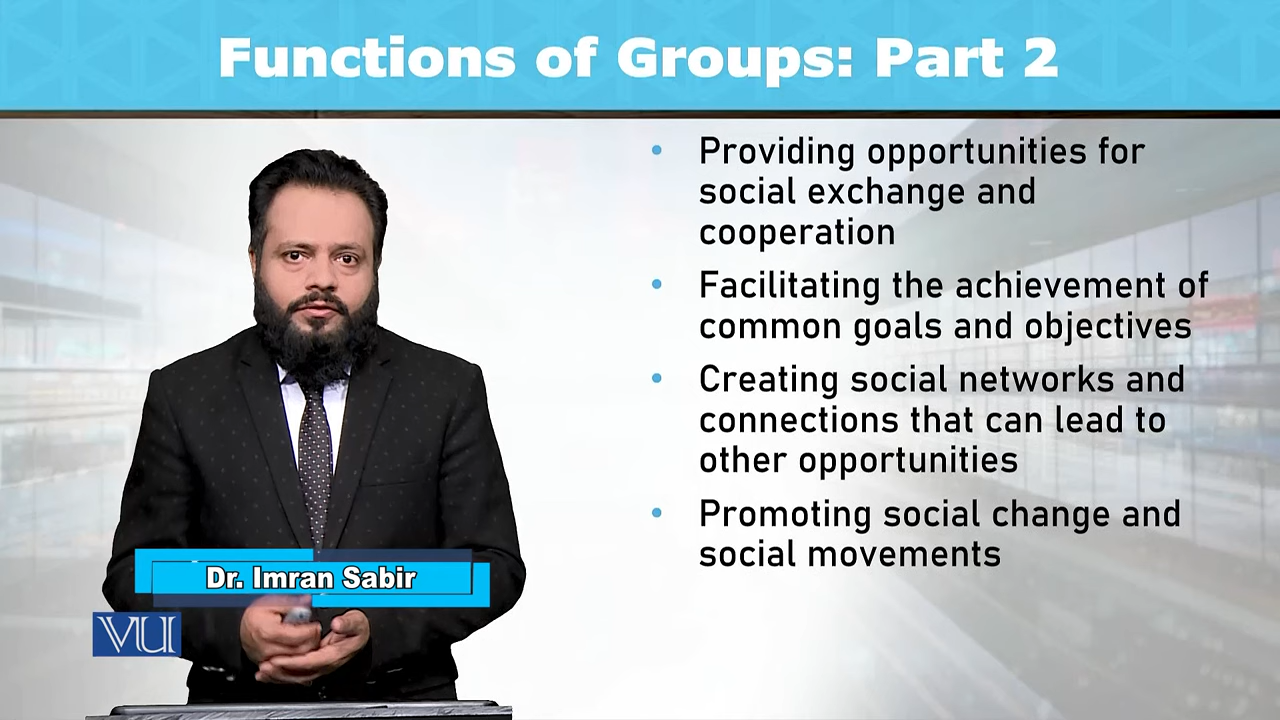 Functions of Groups: Part 2
• Providing opportunities for
social exchange and
cooperation
• Facilitating the achievement of
common goals and objectives
• Creating social networks and
connections that can lead to
other opportunities
• Promoting social change and
social movements
Dr. Imran Sabir
VU